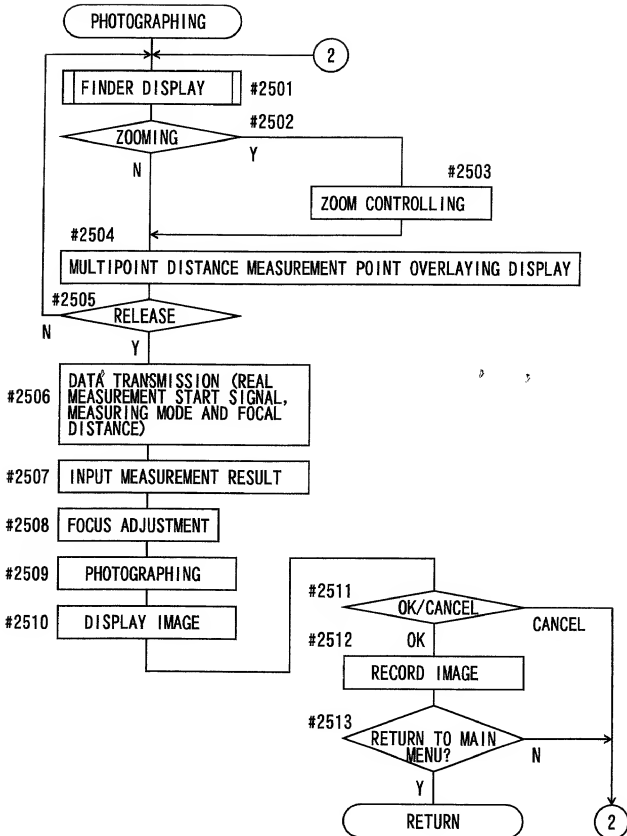 PHOTOGRAPHING
2
FINDER DISPLAY
#2501
#2502
ZOOMING
Y
N
#2503
ZOOM CONTROLLING
#2504
MULTIPOINT DISTANCE MEASUREMENT POINT OVERLAYING DISPLAY
#2505
RELEASE
N
Y
#2506
DATA TRANSMISSION (REAL
MEASUREMENT START SIGNAL,
MEASURING MODE AND FOCAL
DISTANCE)
#2507
INPUT MEASUREMENT RESULT
#2508
FOCUS ADJUSTMENT
#2509
PHOTOGRAPHING
#2510
DISPLAY IMAGE
#2511
OK/CANCEL
CANCEL
OK
#2512
RECORD IMAGE
#2513
RETURN TO MAIN
MENU?
N
Y
RETURN
2